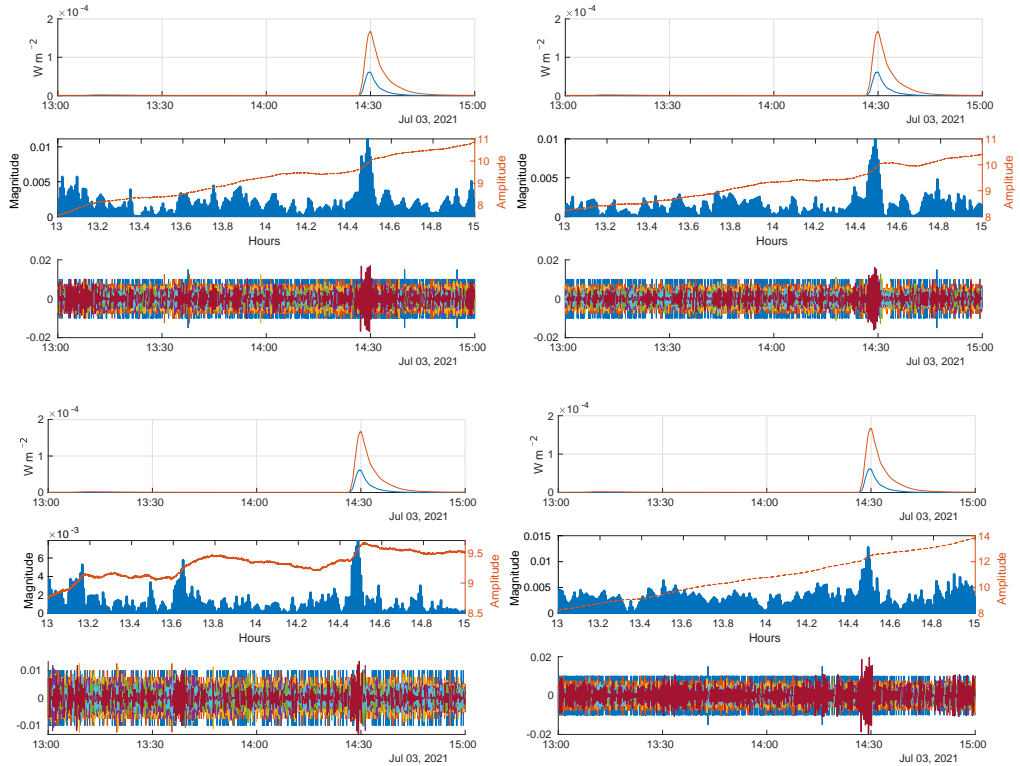 ×10⁻⁴ ×10⁻⁴
2 2
W m⁻² 1 1
0 0
13:00 13:30 14:00 14:30 15:00 13:00 13:30 14:00 14:30 15:00
Jul 03, 2021 Jul 03, 2021
0.01 11 0.01 11
Magnitude 0.005 10 Amplitude Magnitude 0.005 10 Amplitude
9 9
0 8 0 8
13 13.2 13.4 13.6 13.8 14 14.2 14.4 14.6 14.8 15 13 13.2 13.4 13.6 13.8 14 14.2 14.4 14.6 14.8 15
Hours Hours
0.02 0.02
0 0
-0.02 -0.02
13:00 13:30 14:00 14:30 15:00 13:00 13:30 14:00 14:30 15:00
Jul 03, 2021 Jul 03, 2021
×10⁻⁴ ×10⁻⁴
2 2
W m⁻² 1 W m⁻² 1
0 0
13:00 13:30 14:00 14:30 15:00 13:00 13:30 14:00 14:30 15:00
Jul 03, 2021 Jul 03, 2021
×10⁻³ 0.015 14
6 9.5 0.01 12
Magnitude 4 9 Amplitude Magnitude 0.005 10 Amplitude
2
0 8.5 0 8
13 13.2 13.4 13.6 13.8 14 14.2 14.4 14.6 14.8 15 13 13.2 13.4 13.6 13.8 14 14.2 14.4 14.6 14.8 15
Hours Hours
0.01 0.02
0 0
-0.01 -0.02
13:00 13:30 14:00 14:30 15:00 13:00 13:30 14:00 14:30 15:00
Jul 03, 2021 Jul 03, 2021